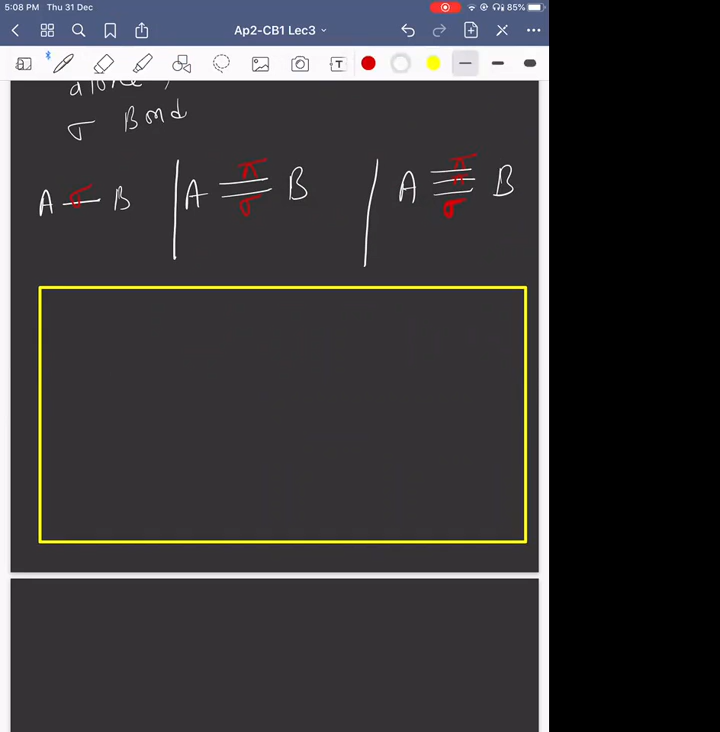 5:08 PM Thu 31 Dec
85%
Ap2-CB1 Lec3
T
σ Bond
A σ B
A π σ B
A π π σ B